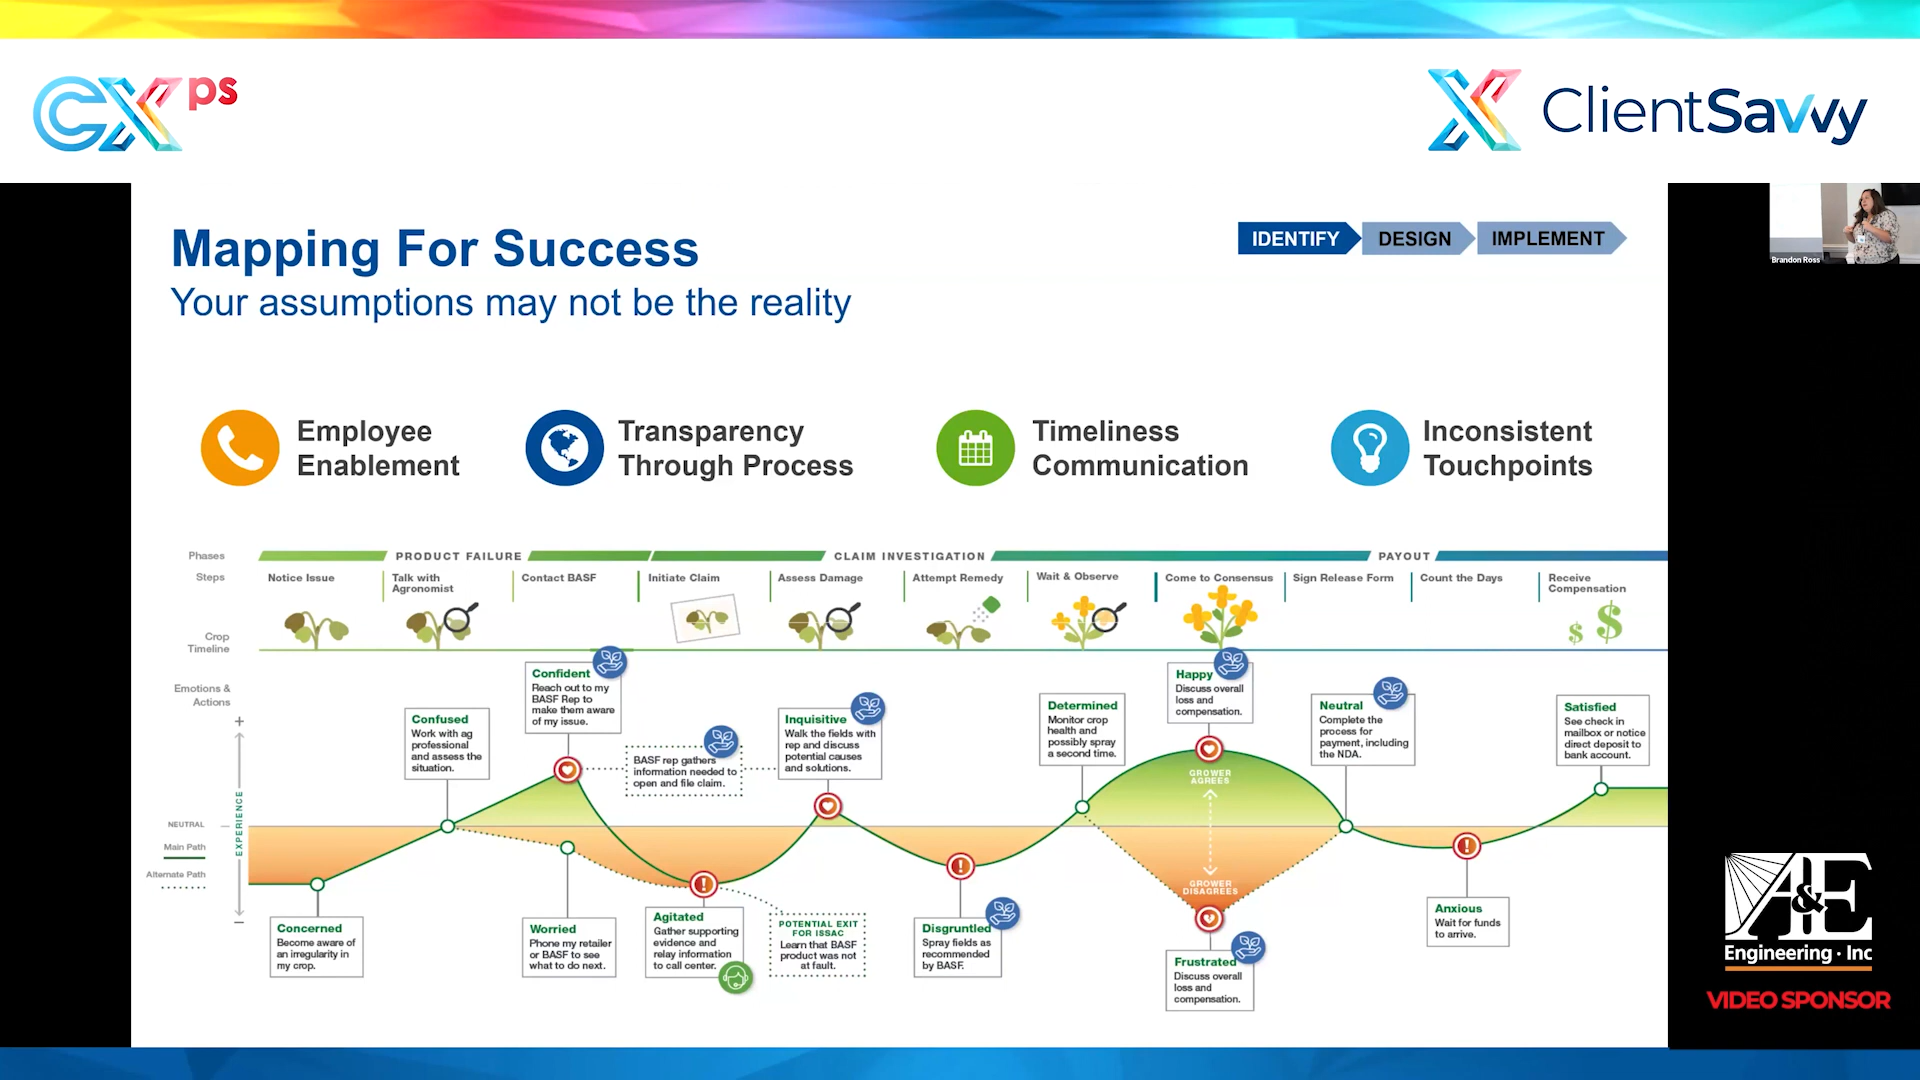 CX ps
ClientSavvy
Brandon Ross
Mapping For Success
Your assumptions may not be the reality
IDENTIFY
DESIGN
IMPLEMENT
Employee
Enablement
Transparency
Through Process
Timeliness
Communication
Inconsistent
Touchpoints
Phases
PRODUCT FAILURE
CLAIM INVESTIGATION
PAYOUT
Steps
Notice Issue
Talk with
Agronomist
Contact BASF
Initiate Claim
Assess Damage
Attempt Remedy
Wait & Observe
Come to Consensus
Sign Release Form
Count the Days
Receive
Compensation
$ $
Crop
Timeline
Emotions &
Actions
+
EXPERIENCE
−
NEUTRAL
Main Path
Alternate Path
Concerned
Become aware of
an irregularity in
my crop.
Confused
Work with ag
professional
and assess the
situation.
Confident
Reach out to my
BASF Rep to
make them aware
of my issue.
Worried
Phone my retailer
or BASF to see
what to do next.
BASF rep gathers
information needed to
open and file claim.
Agitated
Gather supporting
evidence and
relay information
to call center.
POTENTIAL EXIT
FOR ISSAC
Learn that BASF
product was not
at fault.
Inquisitive
Walk the fields with
rep and discuss
potential causes
and solutions.
Disgruntled
Spray fields as
recommended
by BASF.
Determined
Monitor crop
health and
possibly spray
a second time.
Happy
Discuss overall
loss and
compensation.
GROWER
AGREES
GROWER
DISAGREES
Frustrated
Discuss overall
loss and
compensation.
Neutral
Complete the
process for
payment, including
the NDA.
Anxious
Wait for funds
to arrive.
Satisfied
See check in
mailbox or notice
direct deposit to
bank account.
A&E
Engineering · Inc
VIDEO SPONSOR